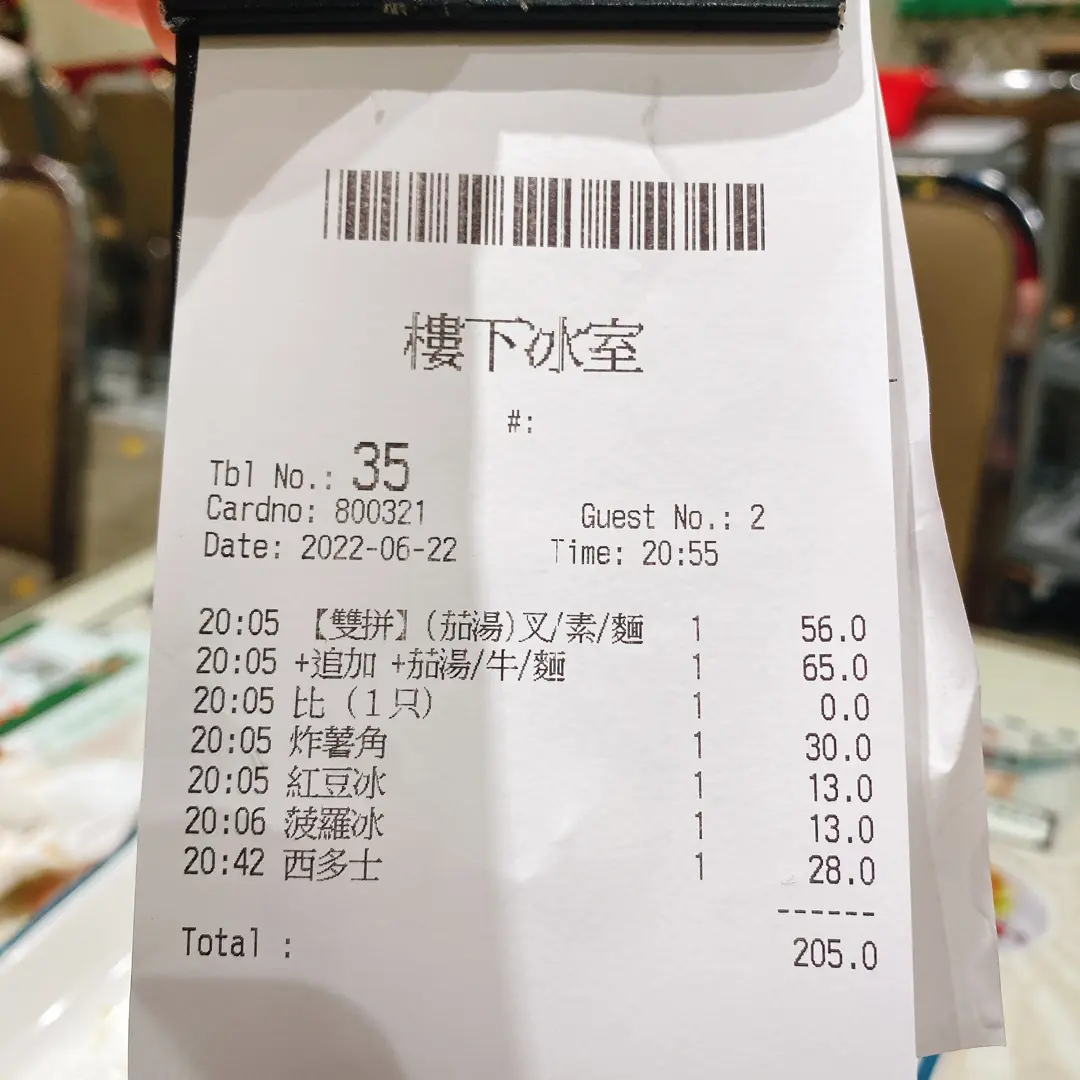 樓下冰室
#:
Tbl No.: 35
Cardno: 800321 Guest No.: 2
Date: 2022-06-22 Time: 20:55
20:05 【雙拼】(茄湯)叉/素/麵 1 56.0
20:05 +追加 +茄湯/牛/麵 1 65.0
20:05 比（1只） 1 0.0
20:05 炸薯角 1 30.0
20:05 紅豆冰 1 13.0
20:06 菠羅冰 1 13.0
20:42 西多士 1 28.0
------
Total : 205.0